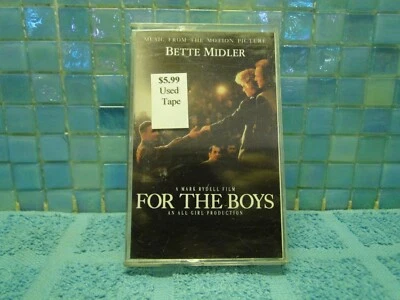 MUSIC FROM THE MOTION PICTURE
BETTE MIDLER
$5.99
Used
Tape
A MARK RYDELL FILM
FOR THE BOYS
AN ALL GIRL PRODUCTION